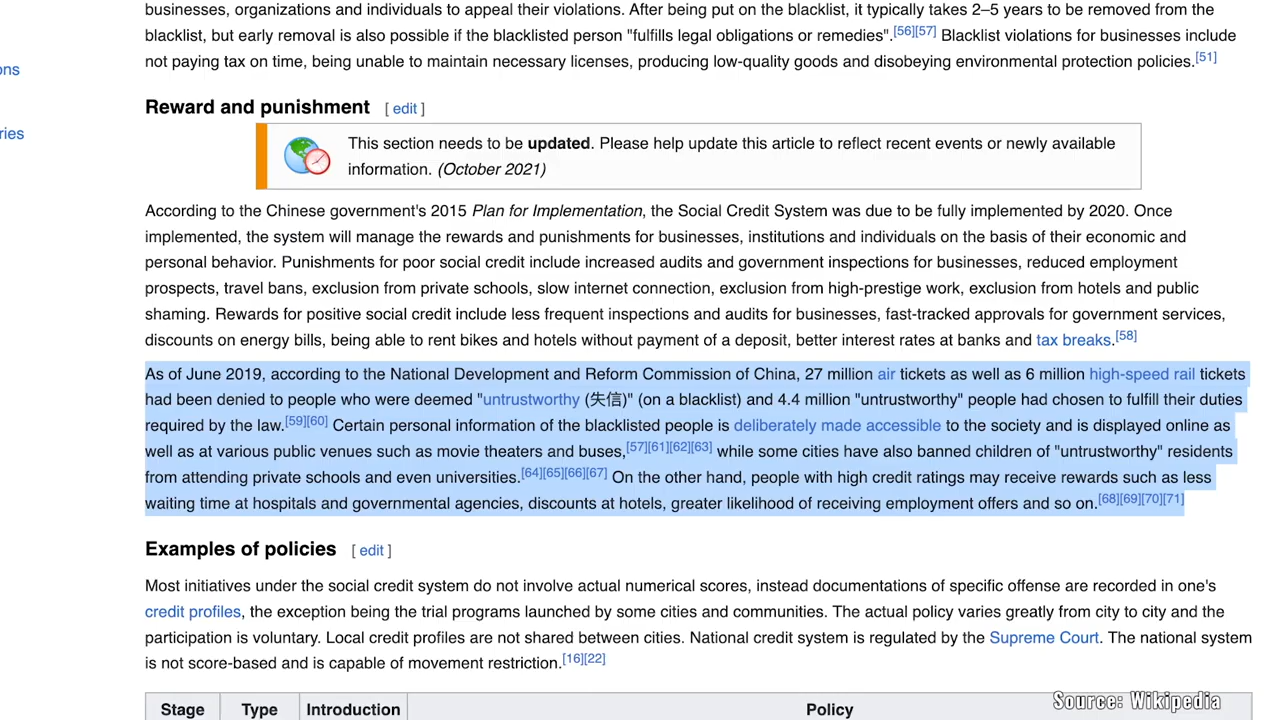 businesses, organizations and individuals to appeal their violations. After being put on the blacklist, it typically takes 2–5 years to be removed from the
blacklist, but early removal is also possible if the blacklisted person "fulfills legal obligations or remedies".[56][57] Blacklist violations for businesses include
not paying tax on time, being unable to maintain necessary licenses, producing low-quality goods and disobeying environmental protection policies.[51]
ons
ries
Reward and punishment [ edit ]
This section needs to be updated. Please help update this article to reflect recent events or newly available
information. (October 2021)
According to the Chinese government's 2015 Plan for Implementation, the Social Credit System was due to be fully implemented by 2020. Once
implemented, the system will manage the rewards and punishments for businesses, institutions and individuals on the basis of their economic and
personal behavior. Punishments for poor social credit include increased audits and government inspections for businesses, reduced employment
prospects, travel bans, exclusion from private schools, slow internet connection, exclusion from high-prestige work, exclusion from hotels and public
shaming. Rewards for positive social credit include less frequent inspections and audits for businesses, fast-tracked approvals for government services,
discounts on energy bills, being able to rent bikes and hotels without payment of a deposit, better interest rates at banks and tax breaks.[58]
As of June 2019, according to the National Development and Reform Commission of China, 27 million air tickets as well as 6 million high-speed rail tickets
had been denied to people who were deemed "untrustworthy (失信)" (on a blacklist) and 4.4 million "untrustworthy" people had chosen to fulfill their duties
required by the law.[59][60] Certain personal information of the blacklisted people is deliberately made accessible to the society and is displayed online as
well as at various public venues such as movie theaters and buses,[57][61][62][63] while some cities have also banned children of "untrustworthy" residents
from attending private schools and even universities.[64][65][66][67] On the other hand, people with high credit ratings may receive rewards such as less
waiting time at hospitals and governmental agencies, discounts at hotels, greater likelihood of receiving employment offers and so on.[68][69][70][71]
Examples of policies [ edit ]
Most initiatives under the social credit system do not involve actual numerical scores, instead documentations of specific offense are recorded in one's
credit profiles, the exception being the trial programs launched by some cities and communities. The actual policy varies greatly from city to city and the
participation is voluntary. Local credit profiles are not shared between cities. National credit system is regulated by the Supreme Court. The national system
is not score-based and is capable of movement restriction.[16][22]
Stage Type Introduction Policy
Source: Wikipedia